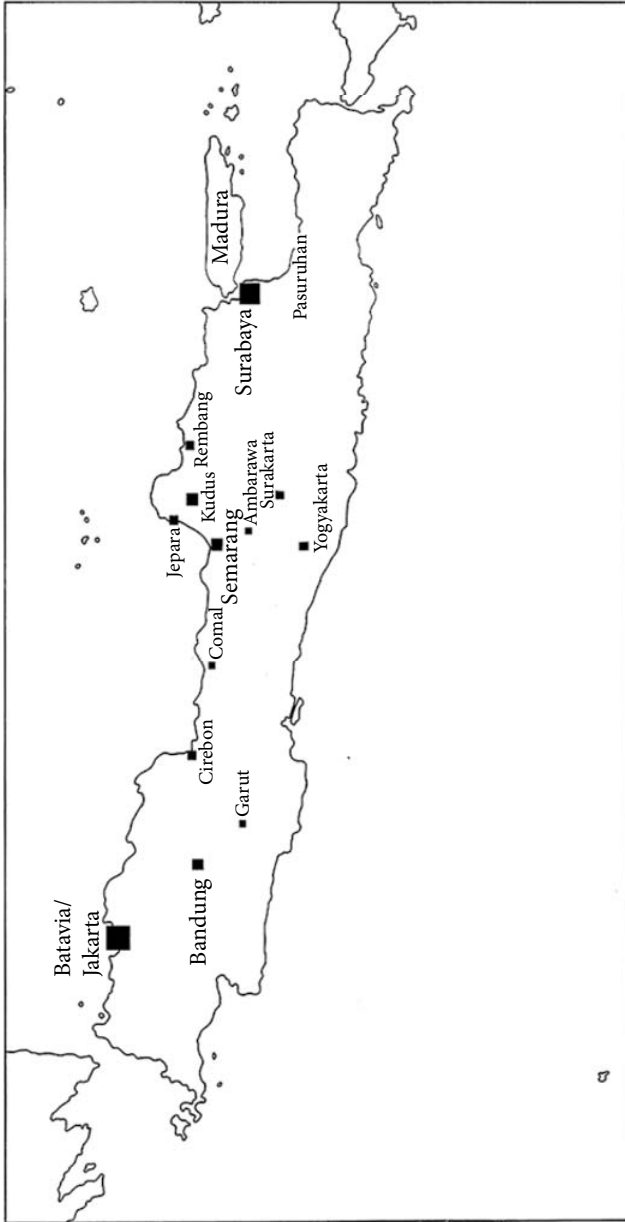 Batavia/
Jakarta
Bandung
Garut
Cirebon
Comal
Semarang
Jepara
Kudus
Rembang
Ambarawa
Surakarta
Yogyakarta
Surabaya
Madura
Pasuruhan